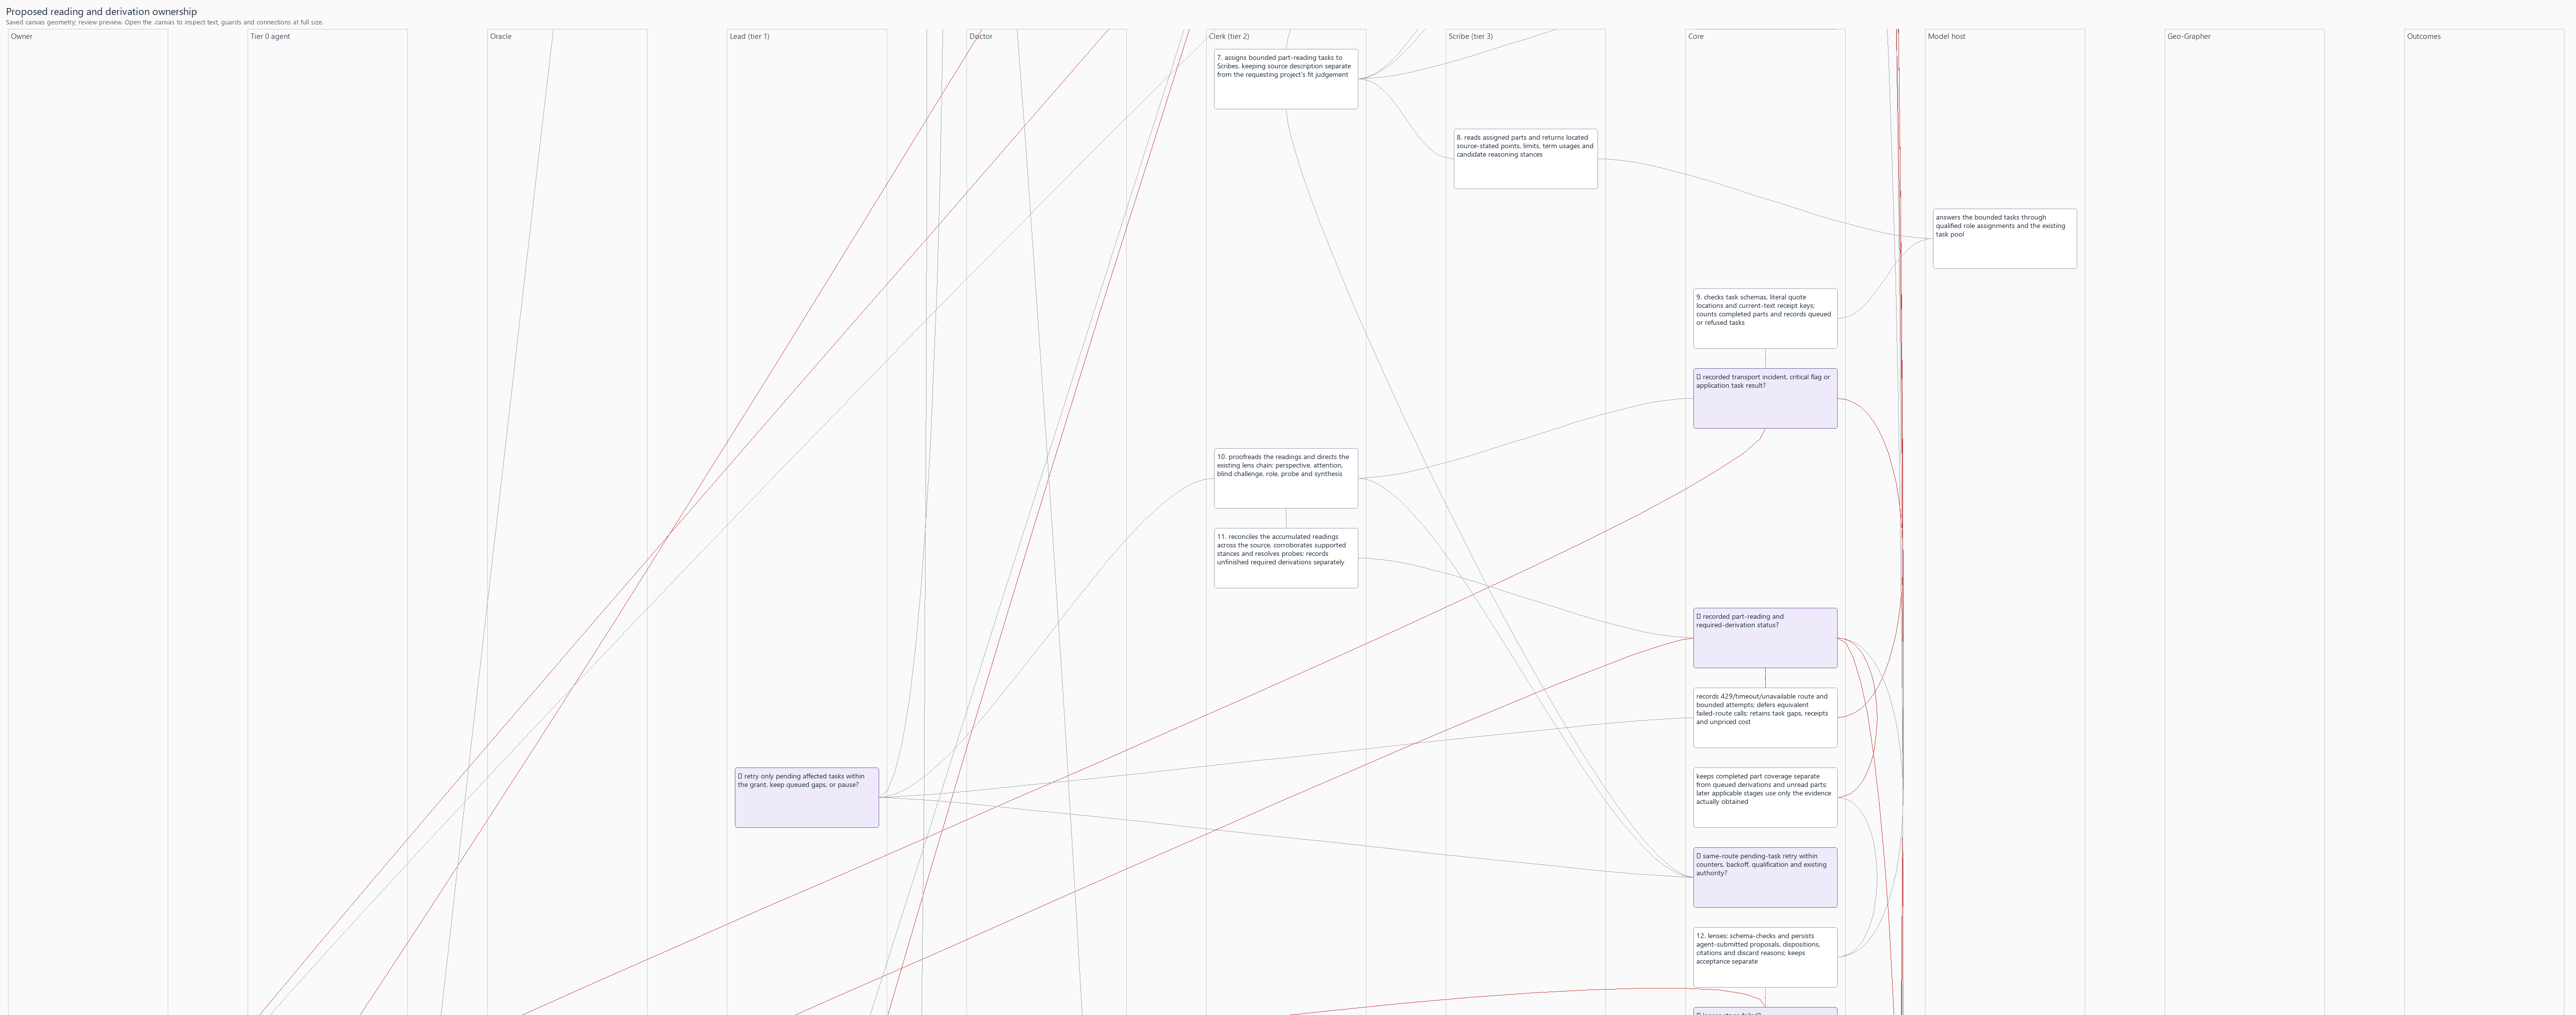 Proposed reading and derivation ownership
Saved canvas geometry; review preview. Open the .canvas to inspect text, guards and connections at full size.
Owner
Tier 0 agent
Oracle
Lead (tier 1)
Doctor
Clerk (tier 2)
Scribe (tier 3)
Core
Model host
Geo-Grapher
Outcomes
7. assigns bounded part-reading tasks to
Scribes, keeping source description separate
from the requesting project's fit judgement
8. reads assigned parts and returns located
source-stated points, limits, term usages and
candidate reasoning stances
answers the bounded tasks through
qualified role assignments and the existing
task pool
9. checks task schemas, literal quote
locations and current-text receipt keys;
counts completed parts and records queued
or refused tasks
recorded transport incident, critical flag or
application task result?
10. proofreads the readings and directs the
existing lens chain: perspective, attention,
blind challenge, role, probe and synthesis
11. reconciles the accumulated readings
across the source, corroborates supported
stances and resolves probes; records
unfinished required derivations separately
recorded part-reading and
required-derivation status?
records 429/timeout/unavailable route and
bounded attempts; defers equivalent
failed-route calls; retains task gaps, receipts
and unpriced cost
retry only pending affected tasks within
the grant, keep queued gaps, or pause?
keeps completed part coverage separate
from queued derivations and unread parts;
later applicable stages use only the evidence
actually obtained
same-route pending-task retry within
counters, backoff, qualification and existing
authority?
12. lenses: schema-checks and persists
agent-submitted proposals, dispositions,
citations and discard reasons; keeps
acceptance separate